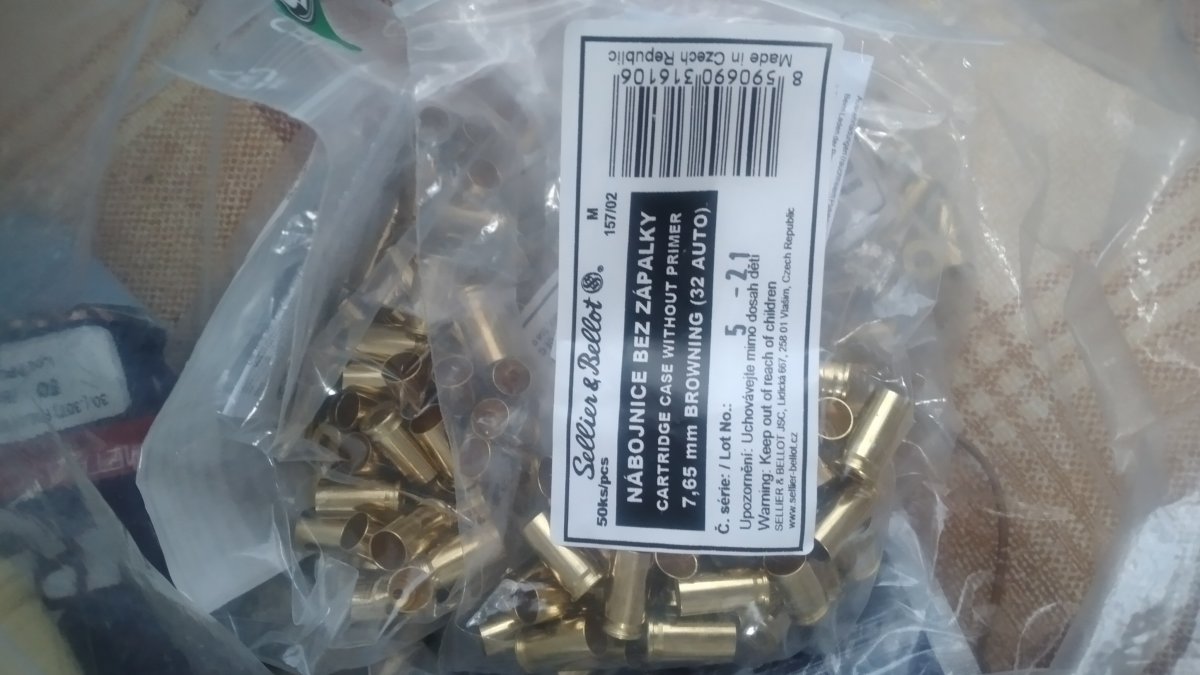 Sellier & Bellot ®
50ks/pcs
M
157/02
NÁBOJNICE BEZ ZÁPALKY
CARTRIDGE CASE WITHOUT PRIMER
7,65 mm BROWNING (32 AUTO)
Č. série: / Lot No.: 5 - 21
Upozornění: Uchovávejte mimo dosah dětí
Warning: Keep out of reach of children
SELLIER & BELLOT JSC, Lidická 667, 258 01 Vlašim, Czech Republic
www.sellier-bellot.cz
8 590690 316106
Made in Czech Republic